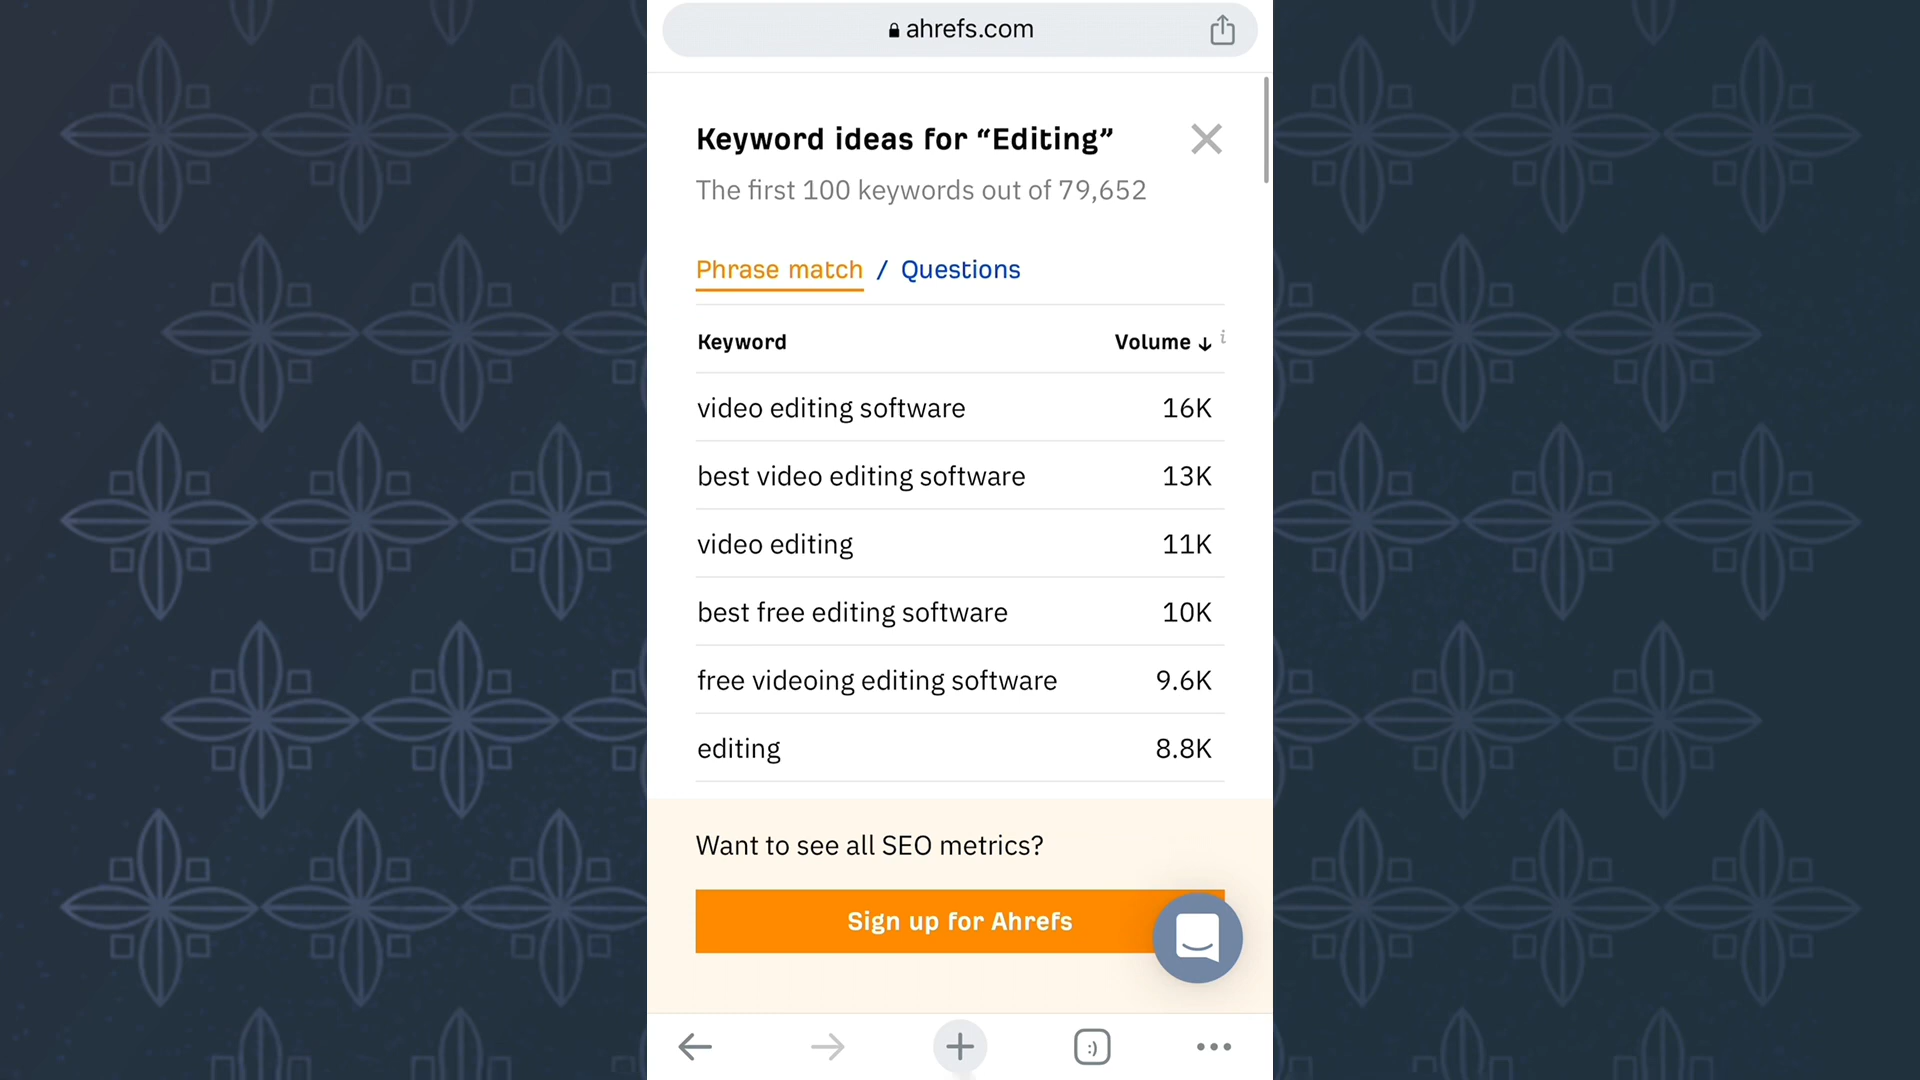 ahrefs.com
Keyword ideas for “Editing”
The first 100 keywords out of 79,652
Phrase match / Questions
Keyword Volume ↓ i
video editing software 16K
best video editing software 13K
video editing 11K
best free editing software 10K
free videoing editing software 9.6K
editing 8.8K
Want to see all SEO metrics?
Sign up for Ahrefs
:)